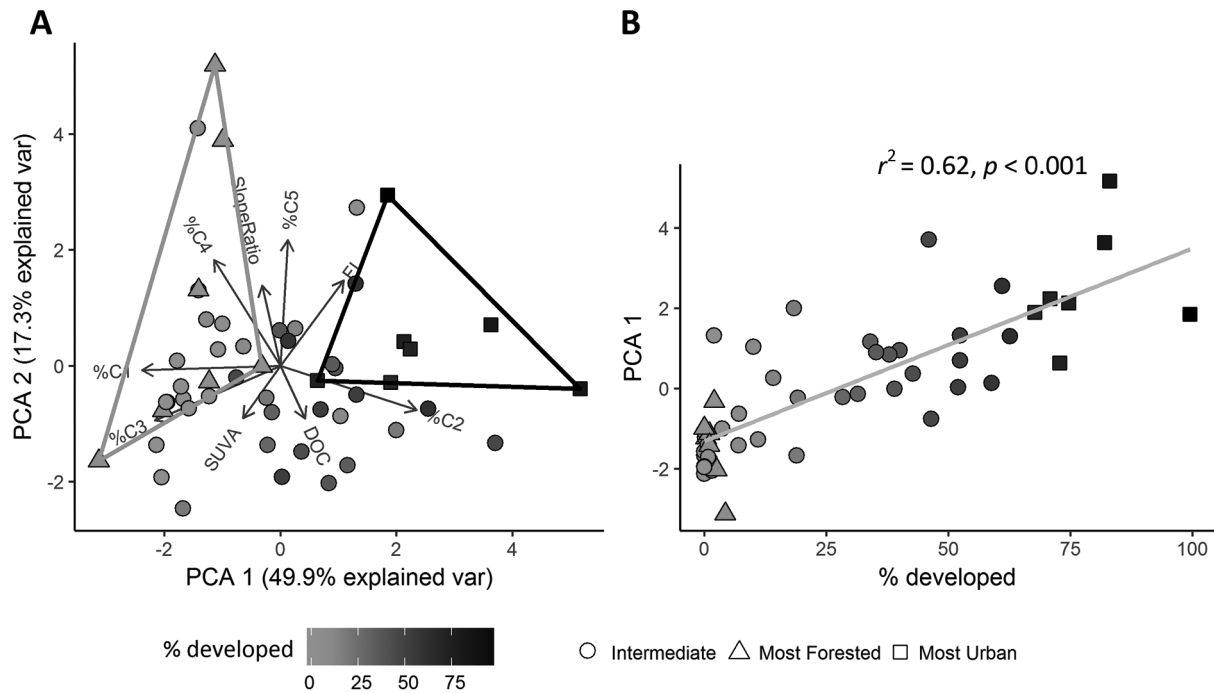 A
B
PCA 2 (17.3% explained var)
4
2
0
-2
%C4
SlopeRatio
%C5
FI
%C1
%C3
SUVA
DOC
%C2
-2
0
2
4
PCA 1 (49.9% explained var)
r² = 0.62, p < 0.001
PCA 1
4
2
0
-2
0
25
50
75
100
% developed
% developed
0
25
50
75
Intermediate
Most Forested
Most Urban